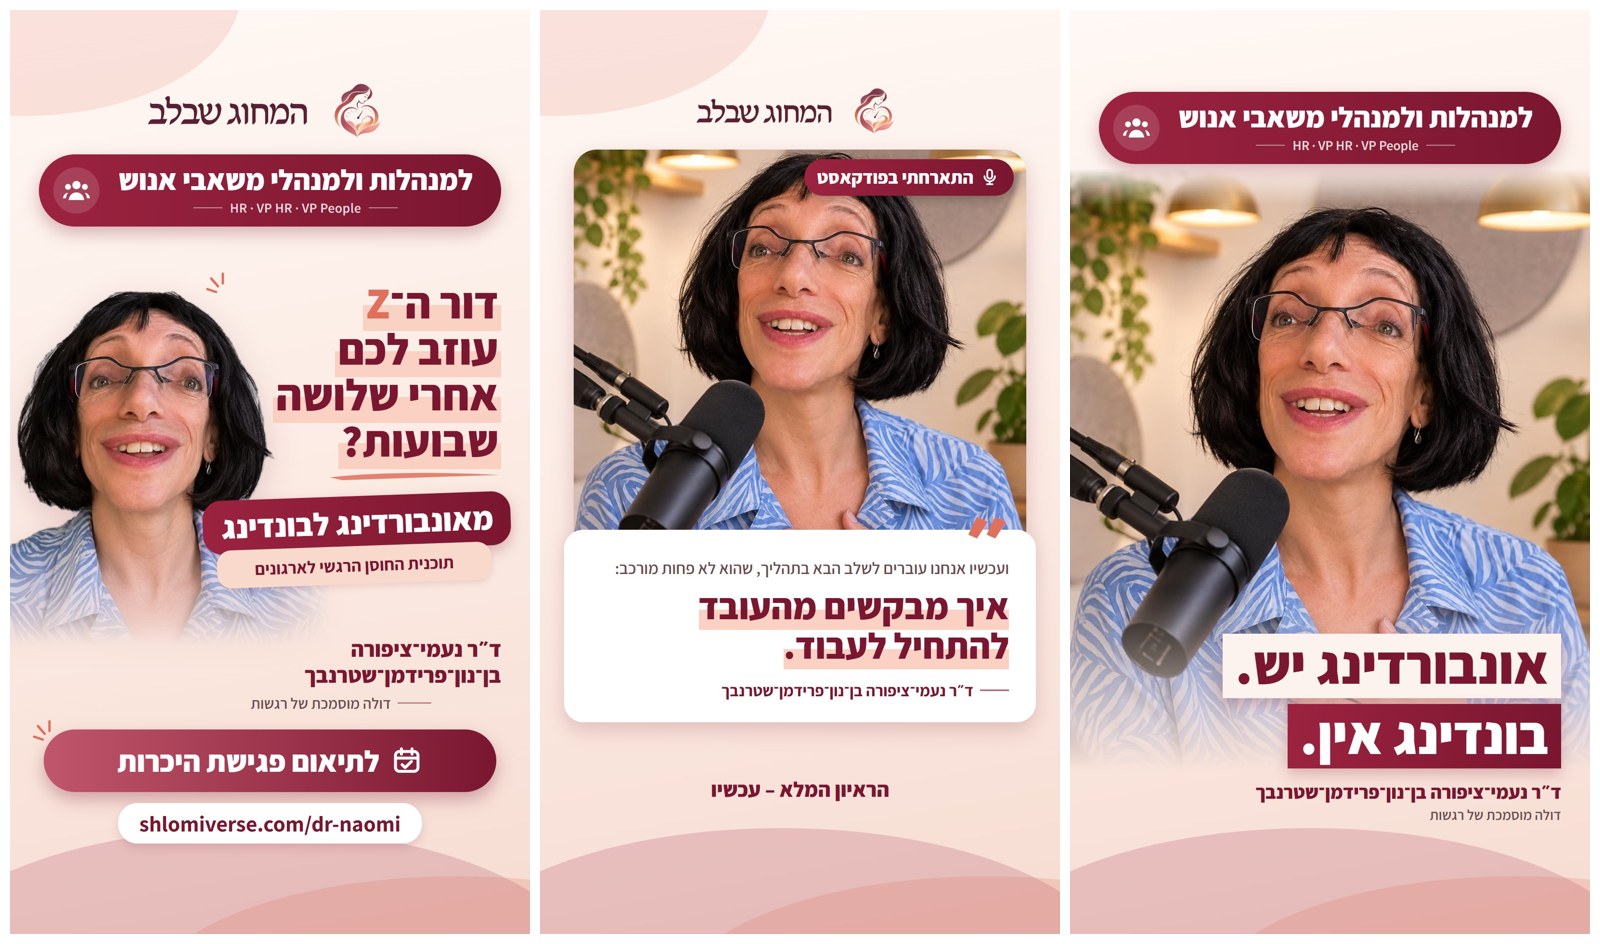 המחוג שבלב
למנהלות ולמנהלי משאבי אנוש
HR · VP HR · VP People
דור ה־Z
עוזב לכם
אחרי שלושה
שבועות?
מאונבורדינג לבונדינג
תוכנית החוסן הרגשי לארגונים
ד״ר נעמי־ציפורה
בן־נון־פרידמן־שטרנבך
דולה מוסמכת של רגשות
לתיאום פגישת היכרות
shlomiverse.com/dr-naomi
המחוג שבלב
התארחתי בפודקאסט
ועכשיו אנחנו עוברים לשלב הבא בתהליך, שהוא לא פחות מורכב:
איך מבקשים מהעובד
להתחיל לעבוד.
ד״ר נעמי־ציפורה בן־נון־פרידמן־שטרנבך
הראיון המלא – עכשיו
למנהלות ולמנהלי משאבי אנוש
HR · VP HR · VP People
אונבורדינג יש.
בונדינג אין.
ד״ר נעמי־ציפורה בן־נון־פרידמן־שטרנבך
דולה מוסמכת של רגשות